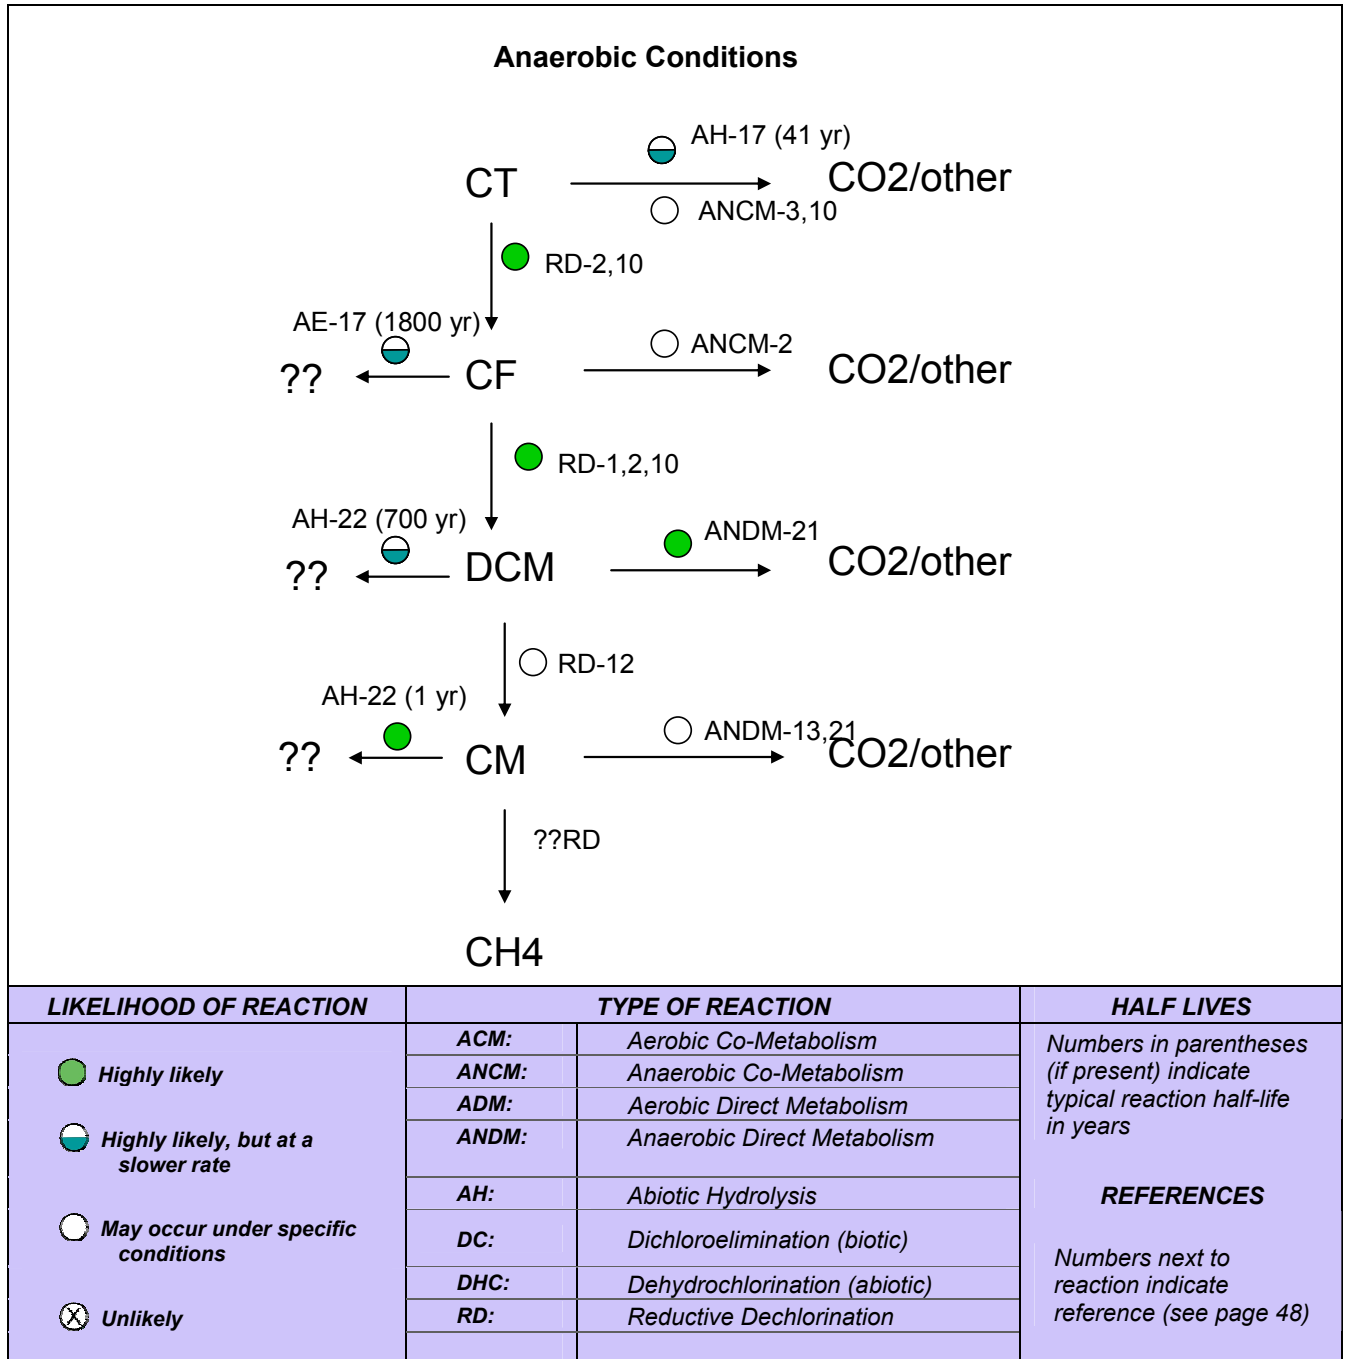 Anaerobic Conditions
AH-17 (41 yr)
CT
CO2/other
ANCM-3,10
RD-2,10
AE-17 (1800 yr)
ANCM-2
??
CF
CO2/other
RD-1,2,10
AH-22 (700 yr)
ANDM-21
??
DCM
CO2/other
RD-12
AH-22 (1 yr)
ANDM-13,21
??
CM
CO2/other
??RD
CH4
LIKELIHOOD OF REACTION
Highly likely
Highly likely, but at a
slower rate
May occur under specific
conditions
X Unlikely
TYPE OF REACTION
ACM: Aerobic Co-Metabolism
ANCM: Anaerobic Co-Metabolism
ADM: Aerobic Direct Metabolism
ANDM: Anaerobic Direct Metabolism
AH: Abiotic Hydrolysis
DC: Dichloroelimination (biotic)
DHC: Dehydrochlorination (abiotic)
RD: Reductive Dechlorination
HALF LIVES
Numbers in parentheses
(if present) indicate
typical reaction half-life
in years
REFERENCES
Numbers next to
reaction indicate
reference (see page 48)